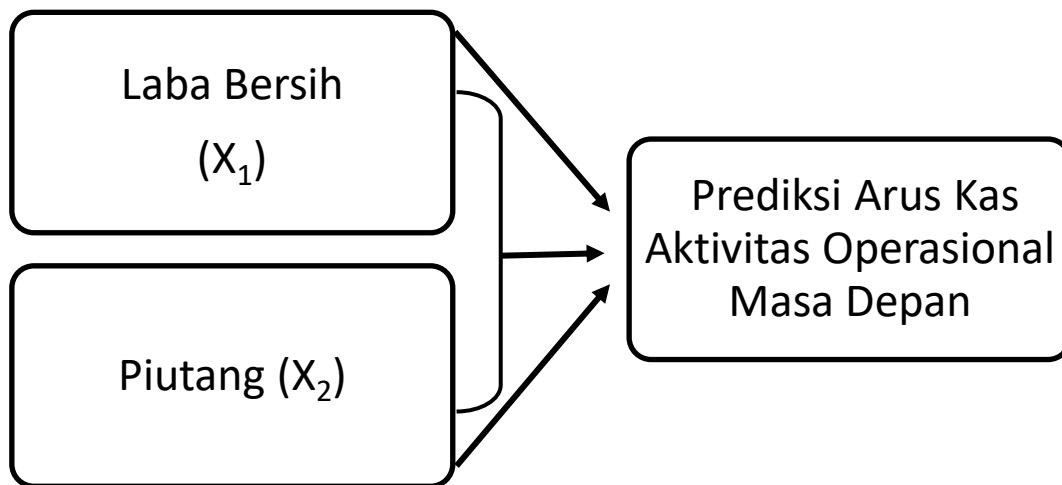 Laba Bersih
(X₁)
Piutang (X₂)
Prediksi Arus Kas
Aktivitas Operasional
Masa Depan